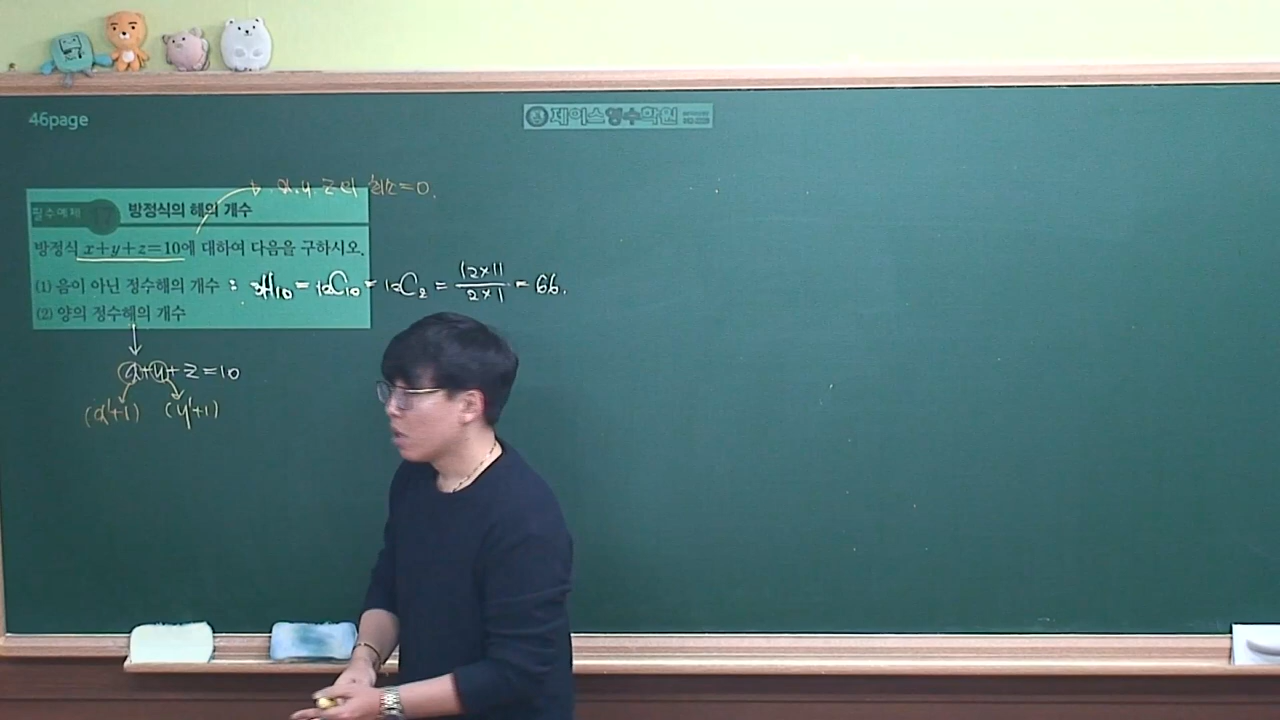 46page
제이스영수학원
x, y, z의 최소=0.
필수예제 17 방정식의 해의 개수
방정식 x+y+z=10에 대하여 다음을 구하시오.
(1) 음이 아닌 정수해의 개수 : ₃H₁₀ = ₁₂C₁₀ = ₁₂C₂ = 12×11/2×1 = 66.
(2) 양의 정수해의 개수
x+y+z=10
(x'+1) (y'+1)